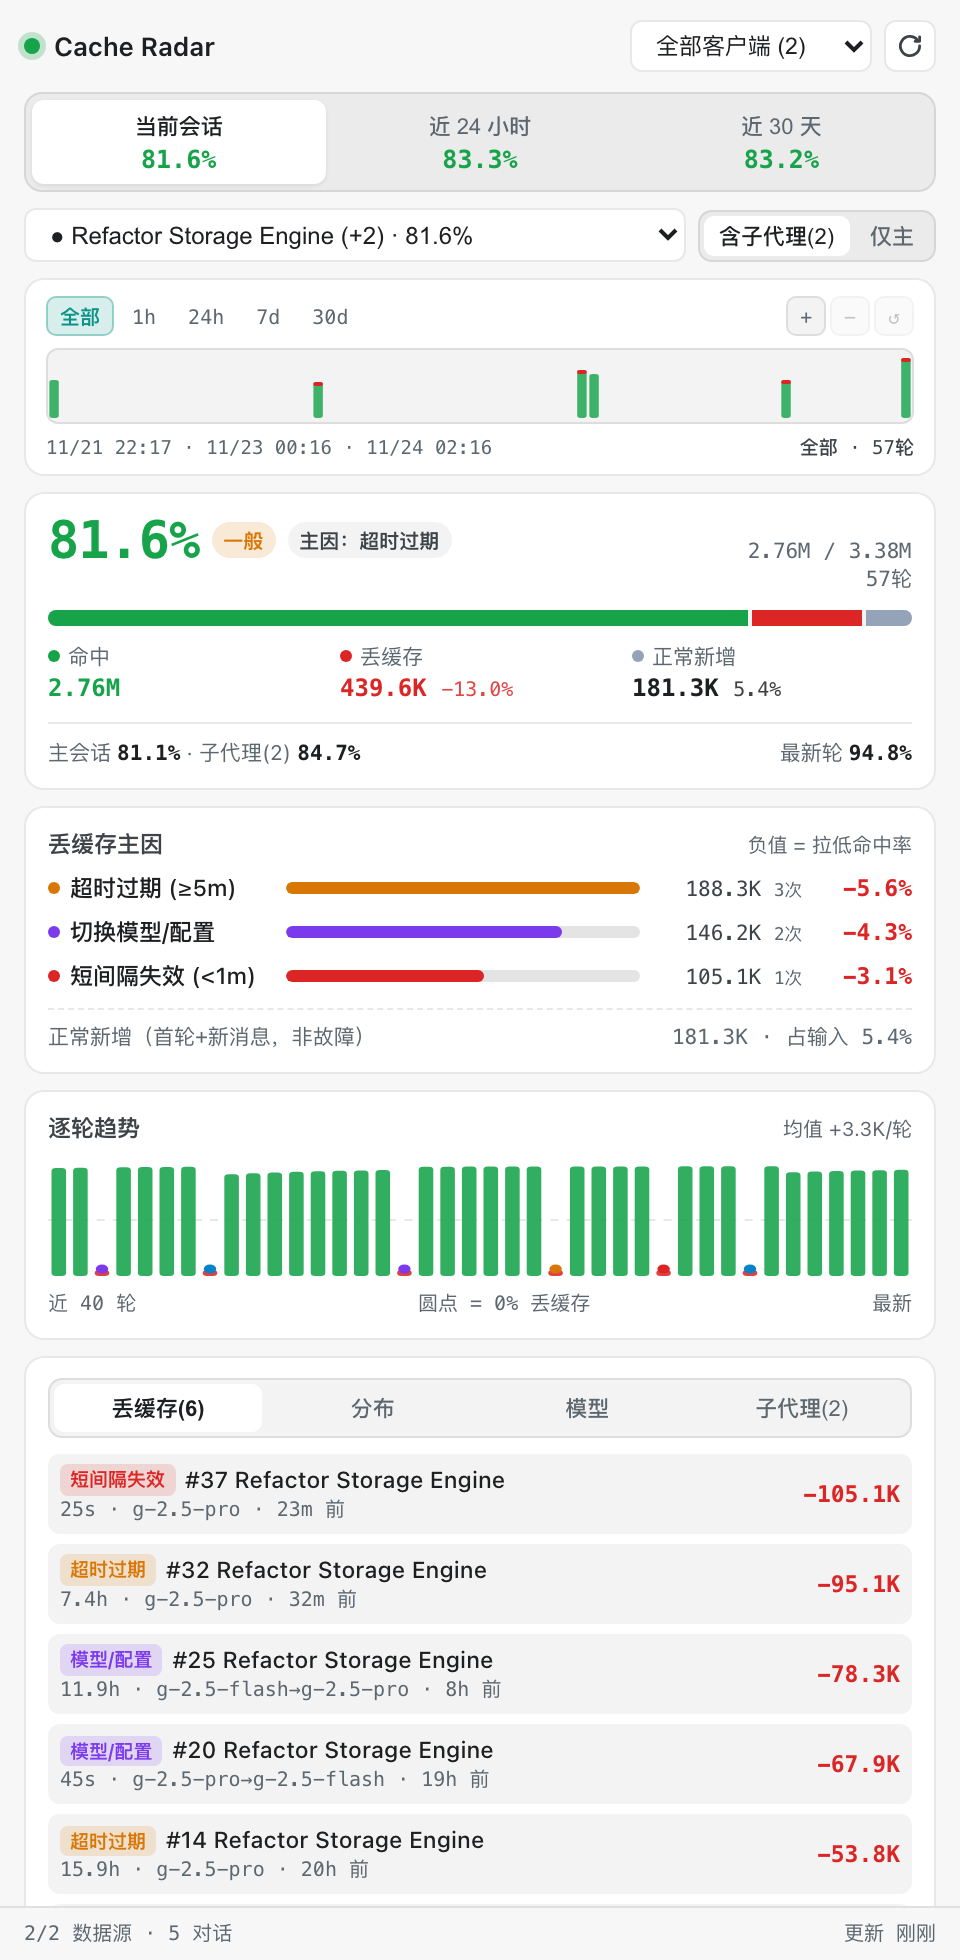 Cache Radar
全部客户端 (2)
当前会话
81.6%
近 24 小时
83.3%
近 30 天
83.2%
● Refactor Storage Engine (+2) · 81.6%
含子代理(2)
仅主
全部 1h 24h 7d 30d
+ − ↺
11/21 22:17 · 11/23 00:16 · 11/24 02:16
全部 · 57轮
81.6% 一般 主因: 超时过期
2.76M / 3.38M
57轮
命中
2.76M
丢缓存
439.6K −13.0%
正常新增
181.3K 5.4%
主会话 81.1% · 子代理(2) 84.7%
最新轮 94.8%
丢缓存主因
负值 = 拉低命中率
超时过期 (≥5m) 188.3K 3次 −5.6%
切换模型/配置 146.2K 2次 −4.3%
短间隔失效 (<1m) 105.1K 1次 −3.1%
正常新增（首轮+新消息，非故障）
181.3K · 占输入 5.4%
逐轮趋势
均值 +3.3K/轮
近 40 轮
圆点 = 0% 丢缓存
最新
丢缓存(6)
分布
模型
子代理(2)
短间隔失效 #37 Refactor Storage Engine
25s · g-2.5-pro · 23m 前
−105.1K
超时过期 #32 Refactor Storage Engine
7.4h · g-2.5-pro · 32m 前
−95.1K
模型/配置 #25 Refactor Storage Engine
11.9h · g-2.5-flash→g-2.5-pro · 8h 前
−78.3K
模型/配置 #20 Refactor Storage Engine
45s · g-2.5-pro→g-2.5-flash · 19h 前
−67.9K
超时过期 #14 Refactor Storage Engine
15.9h · g-2.5-pro · 20h 前
−53.8K
2/2 数据源 · 5 对话
更新 刚刚